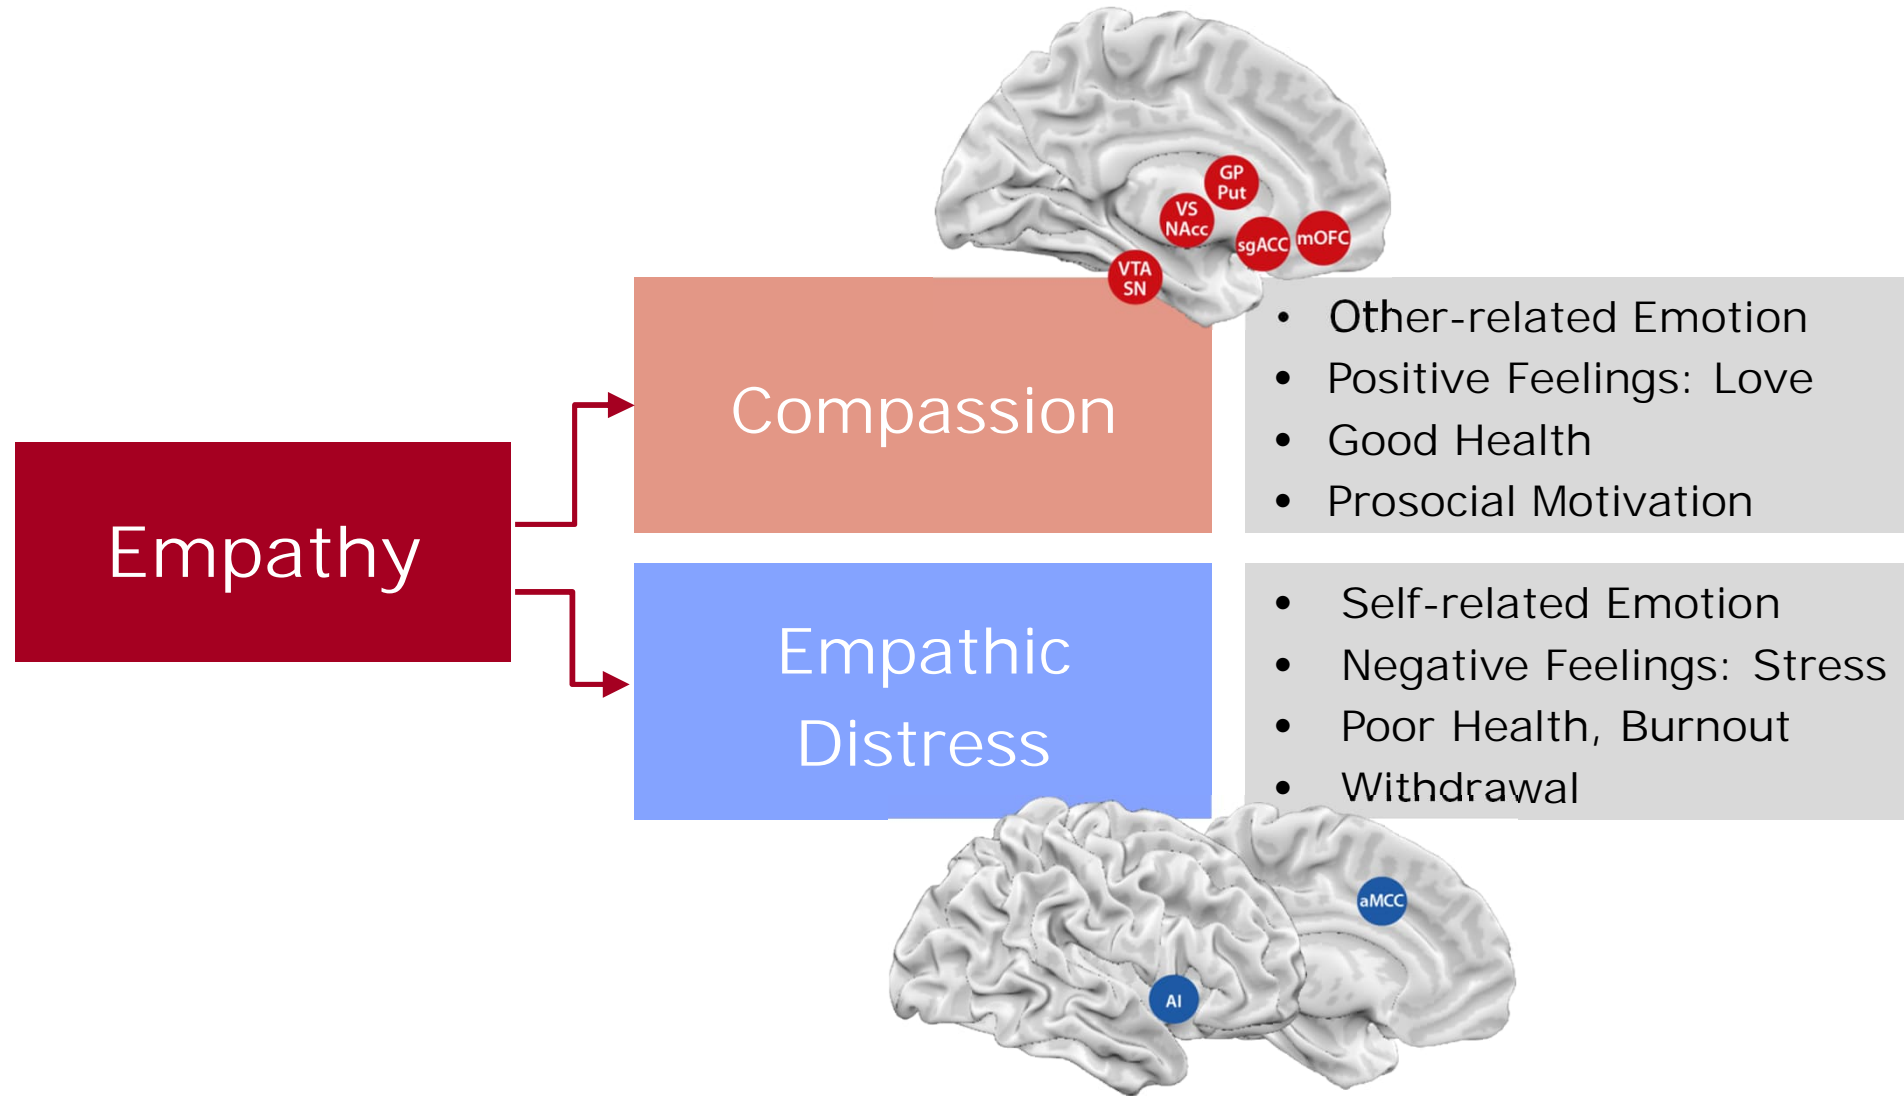 GP
Put
VS
NAcc
sgACC
mOFC
VTA
SN
Empathy
Compassion
• Other-related Emotion
• Positive Feelings: Love
• Good Health
• Prosocial Motivation
Empathic
Distress
• Self-related Emotion
• Negative Feelings: Stress
• Poor Health, Burnout
• Withdrawal
aMCC
AI